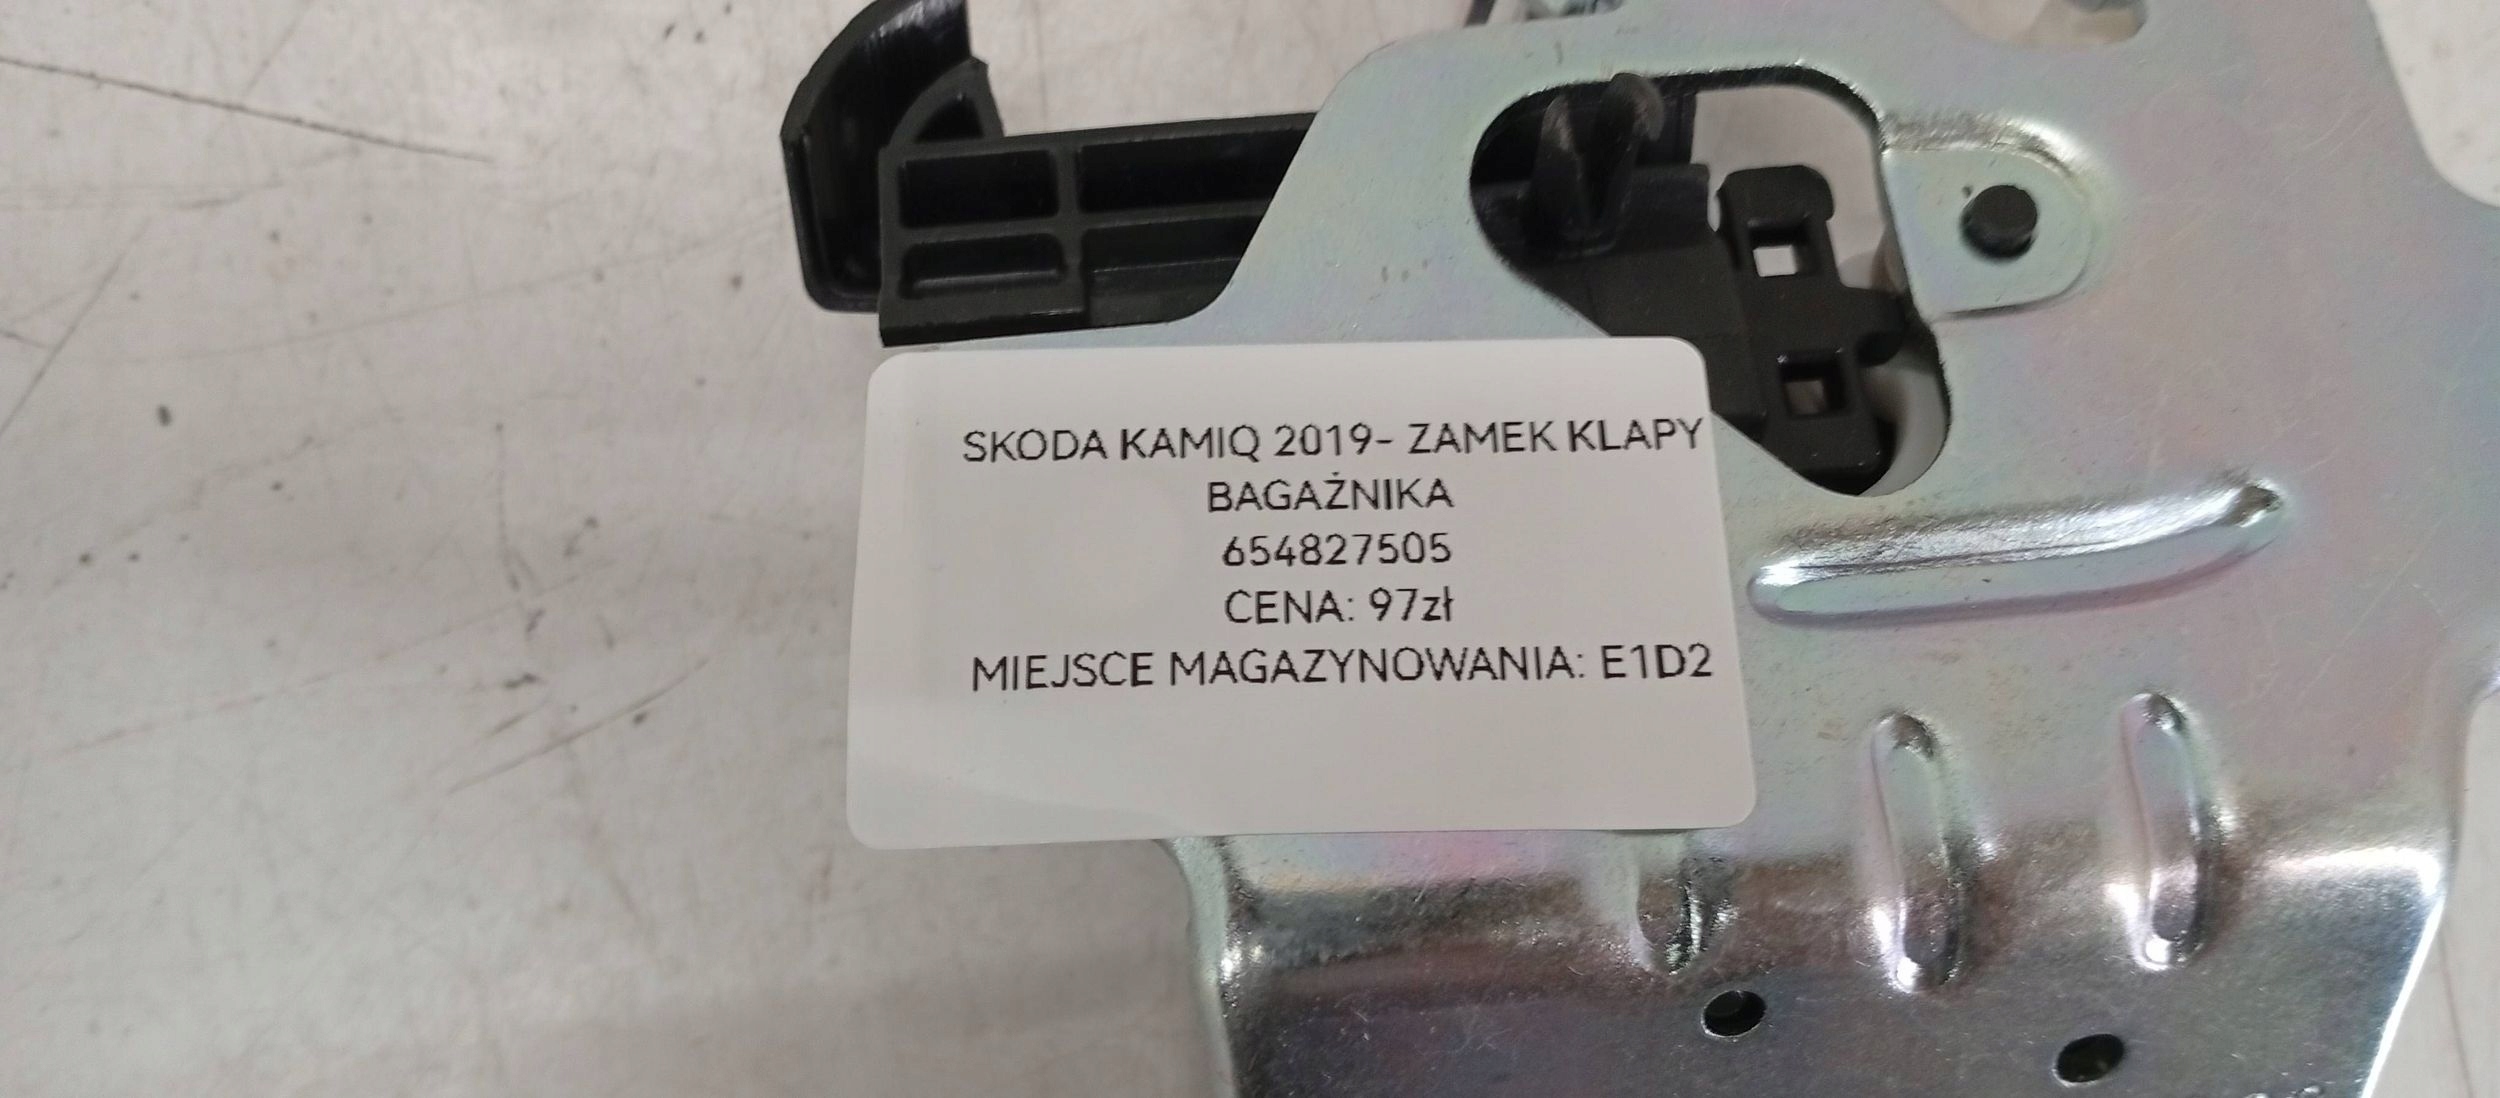 SKODA KAMIQ 2019- ZAMEK KLAPY
BAGAŻNIKA
654827505
CENA: 97zł
MIEJSCE MAGAZYNOWANIA: E1D2